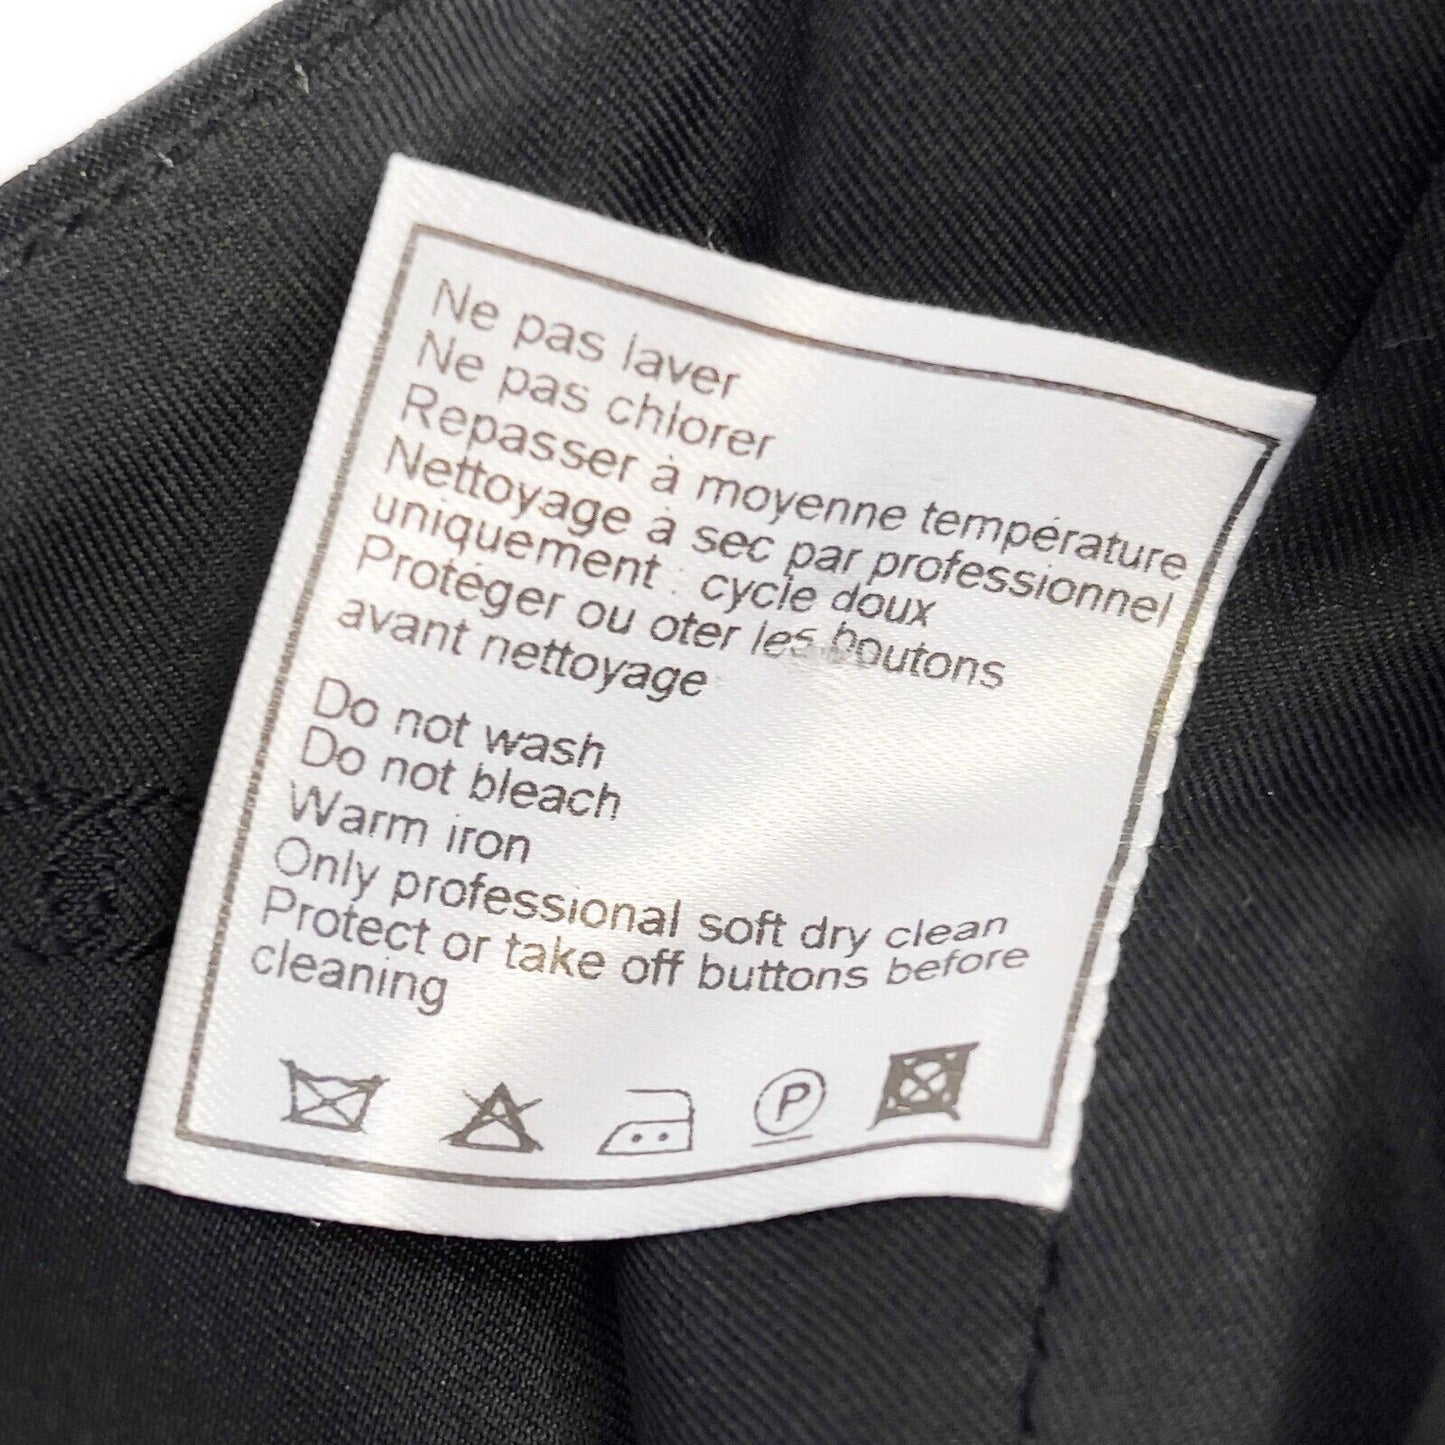 Ne pas laver
Ne pas chlorer
Repasser à moyenne température
Nettoyage à sec par professionnel
uniquement : cycle doux
Protéger ou oter les boutons
avant nettoyage
Do not wash
Do not bleach
Warm iron
Only professional soft dry clean
Protect or take off buttons before
cleaning
P